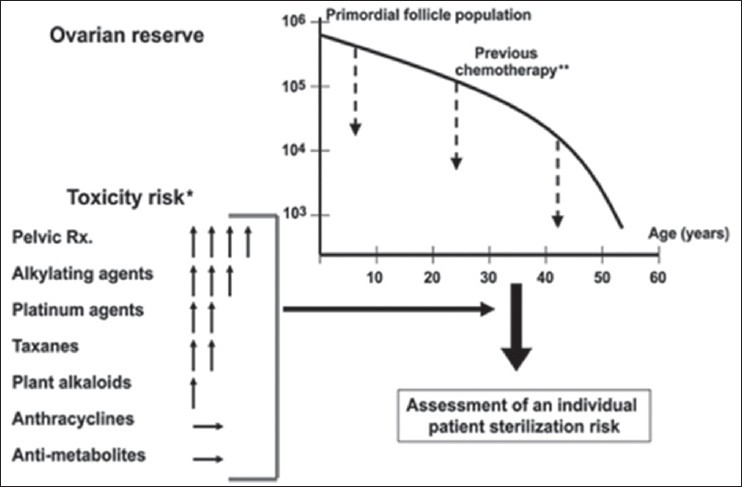 Ovarian reserve
Primordial follicle population
10⁶
10⁵
10⁴
10³
Previous
chemotherapy**
Age (years)
10 20 30 40 50 60
Toxicity risk*
Pelvic Rx.
Alkylating agents
Platinum agents
Taxanes
Plant alkaloids
Anthracyclines
Anti-metabolites
Assessment of an individual
patient sterilization risk